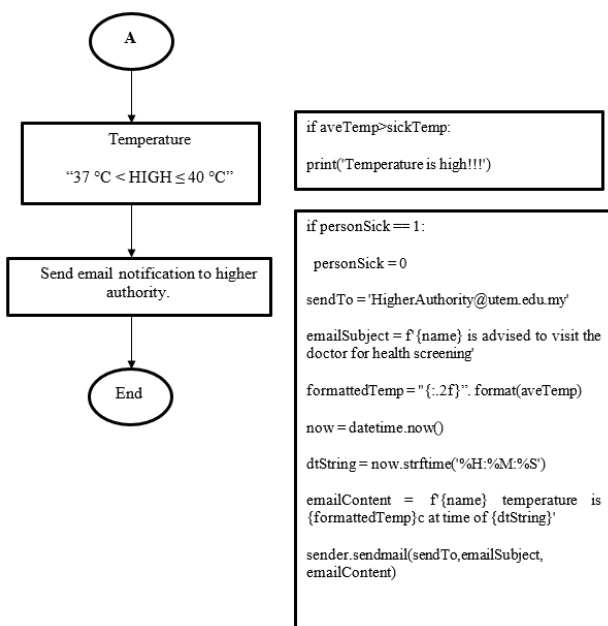 A
Temperature
“37 °C < HIGH ≤ 40 °C”
Send email notification to higher
authority.
End
if aveTemp>sickTemp:
print('Temperature is high!!!')
if personSick == 1:
personSick = 0
sendTo = 'HigherAuthority@utem.edu.my'
emailSubject = f'{name} is advised to visit the
doctor for health screening'
formattedTemp = "{:.2f}”. format(aveTemp)
now = datetime.now()
dtString = now.strftime('%H:%M:%S')
emailContent = f'{name} temperature is
{formattedTemp}c at time of {dtString}'
sender.sendmail(sendTo,emailSubject,
emailContent)